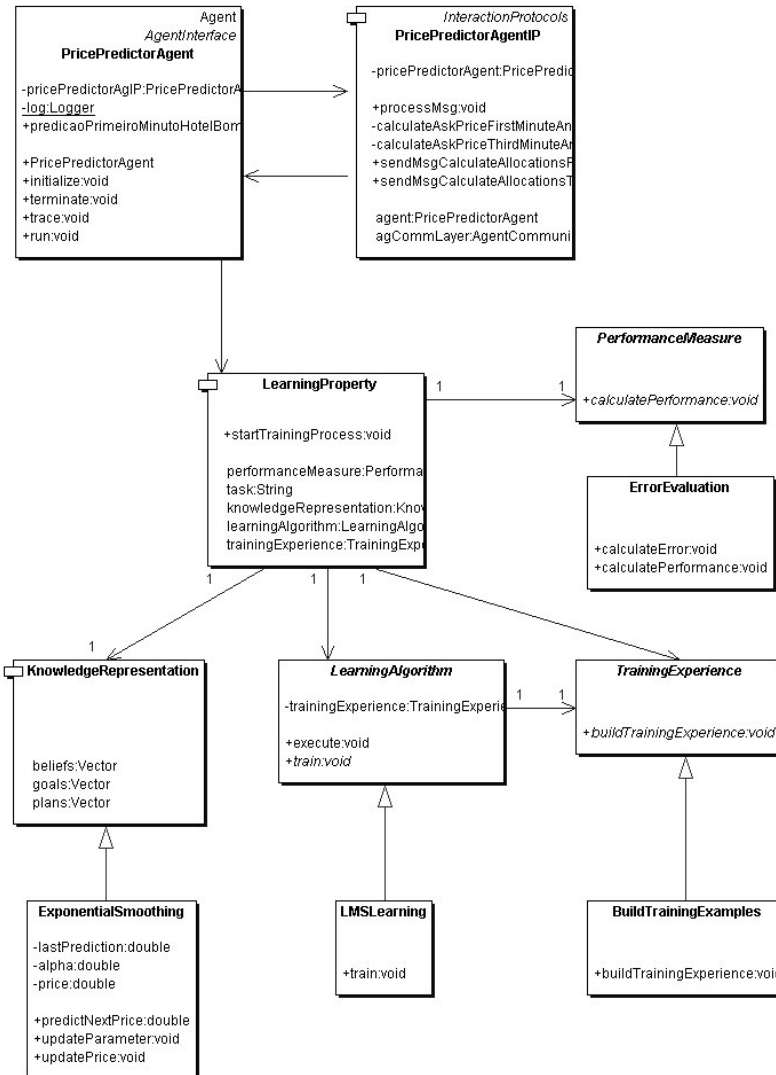 Agent
AgentInterface
PricePredictorAgent
-pricePredictorAgIP:PricePredictorA
-log:Logger
+predicaoPrimeiroMinutoHotelBom
+PricePredictorAgent
+initialize:void
+terminate:void
+trace:void
+run:void
InteractionProtocols
PricePredictorAgentIP
-pricePredictorAgent:PricePredic
+processMsg:void
-calculateAskPriceFirstMinuteAn
-calculateAskPriceThirdMinuteAn
+sendMsgCalculateAllocationsF
+sendMsgCalculateAllocationsT
agent:PricePredictorAgent
agCommLayer:AgentCommuni
PerformanceMeasure
+calculatePerformance:void
LearningProperty
+startTrainingProcess:void
performanceMeasure:Performa
task:String
knowledgeRepresentation:Know
learningAlgorithm:LearningAlgo
trainingExperience:TrainingExpe
1
1
ErrorEvaluation
+calculateError:void
+calculatePerformance:void
1
1
1
1
KnowledgeRepresentation
beliefs:Vector
goals:Vector
plans:Vector
LearningAlgorithm
-trainingExperience:TrainingExperie
+execute:void
+train:void
1
1
TrainingExperience
+buildTrainingExperience:void
ExponentialSmoothing
-lastPrediction:double
-alpha:double
-price:double
+predictNextPrice:double
+updateParameter:void
+updatePrice:void
LMSLearning
+train:void
BuildTrainingExamples
+buildTrainingExperience:voi